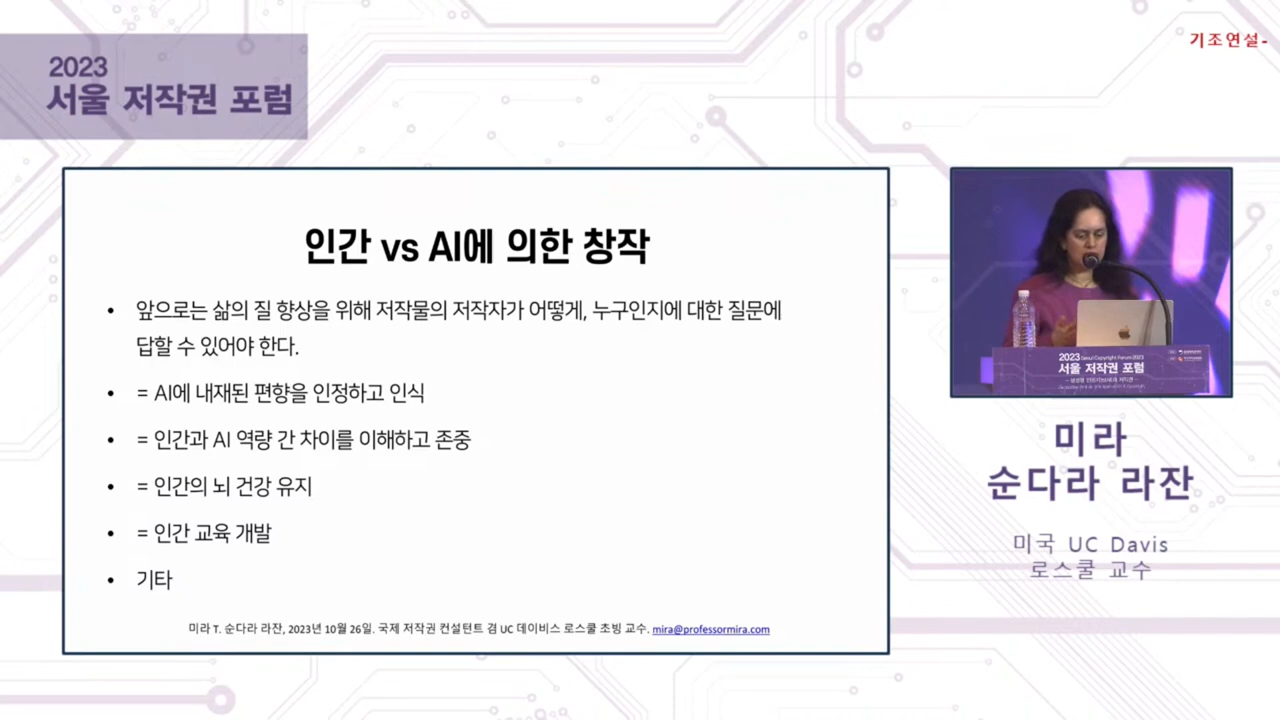 기조연설-
2023
서울 저작권 포럼
인간 vs AI에 의한 창작
• 앞으로는 삶의 질 향상을 위해 저작물의 저작자가 어떻게, 누구인지에 대한 질문에
답할 수 있어야 한다.
• = AI에 내재된 편향을 인정하고 인식
• = 인간과 AI 역량 간 차이를 이해하고 존중
• = 인간의 뇌 건강 유지
• = 인간 교육 개발
• 기타
미라 T. 순다라 라잔, 2023년 10월 26일. 국제 저작권 컨설턴트 겸 UC 데이비스 로스쿨 초빙 교수. mira@professormira.com
2023 Seoul Copyright Forum 2023
서울 저작권 포럼
미라
순다라 라잔
미국 UC Davis
로스쿨 교수